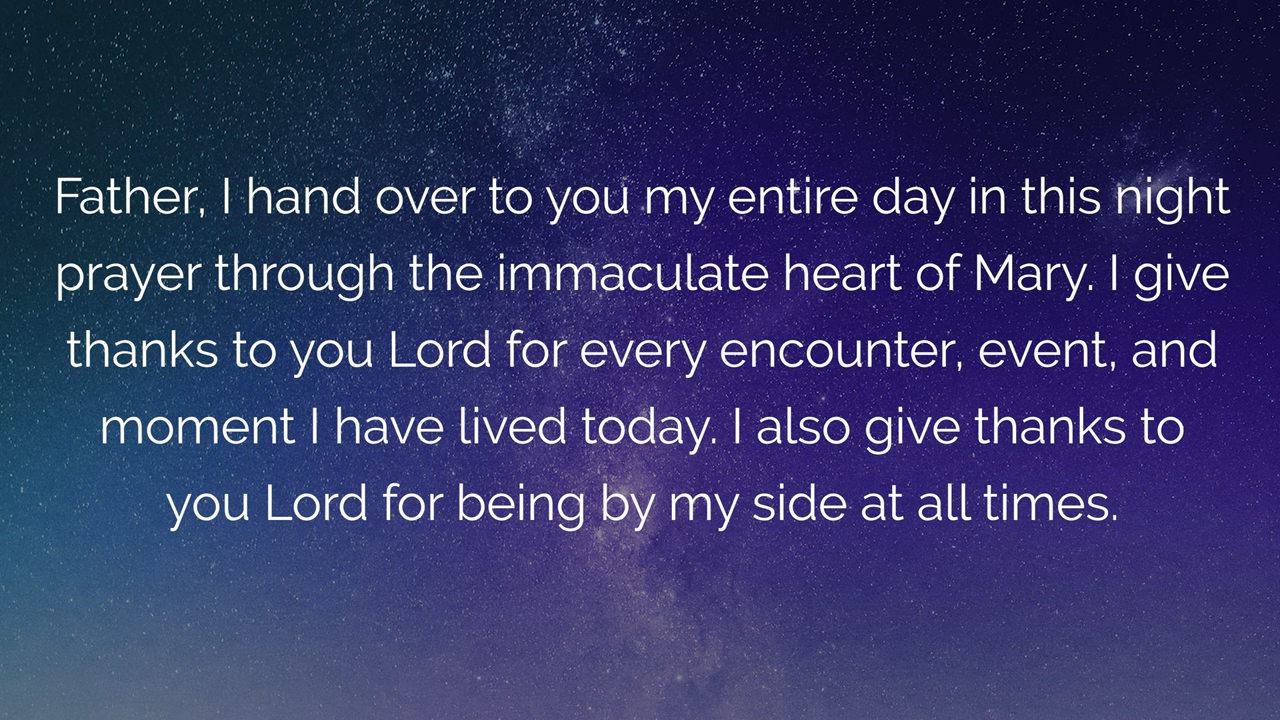 Father, I hand over to you my entire day in this night
prayer through the immaculate heart of Mary. I give
thanks to you Lord for every encounter, event, and
moment I have lived today. I also give thanks to
you Lord for being by my side at all times.